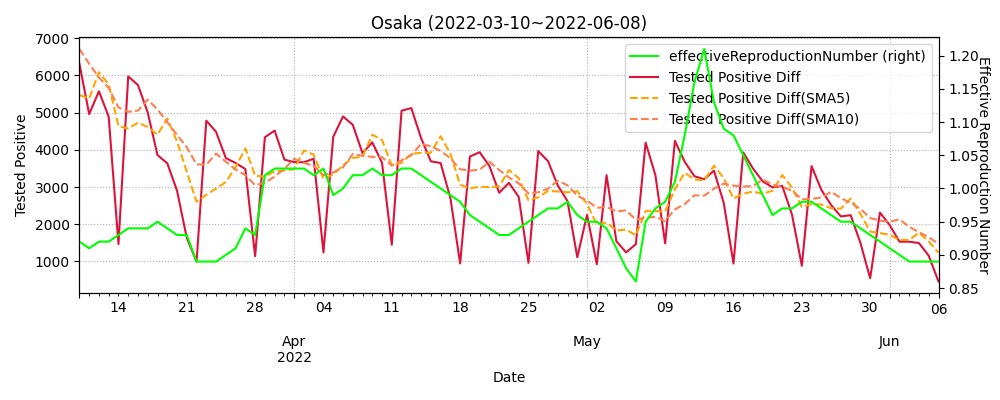 Osaka (2022-03-10~2022-06-08)
effectiveReproductionNumber (right)
Tested Positive Diff
Tested Positive Diff(SMA5)
Tested Positive Diff(SMA10)
Tested Positive
7000
6000
5000
4000
3000
2000
1000
Effective Reproduction Number
1.20
1.15
1.10
1.05
1.00
0.95
0.90
0.85
14 21 28 04 11 18 25 02 09 16 23 30 06
Apr May Jun
2022
Date